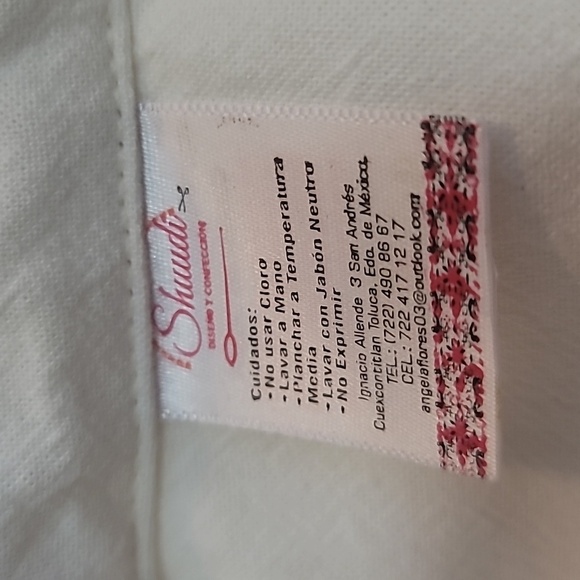 Shuudi
DISEÑO Y CONFECCIÓN
Cuidados:
-No usar Cloro
-Lavar a Mano
-Planchar a Temperatura
Media
-Lavar con Jabón Neutro
-No Exprimir
Ignacio Allende 3 San Andrés
Cuexcontitlan Toluca, Edo. de México,
TEL.: (722) 490 86 67
CEL.: 722 417 12 17
angelaflores03@outlook.com